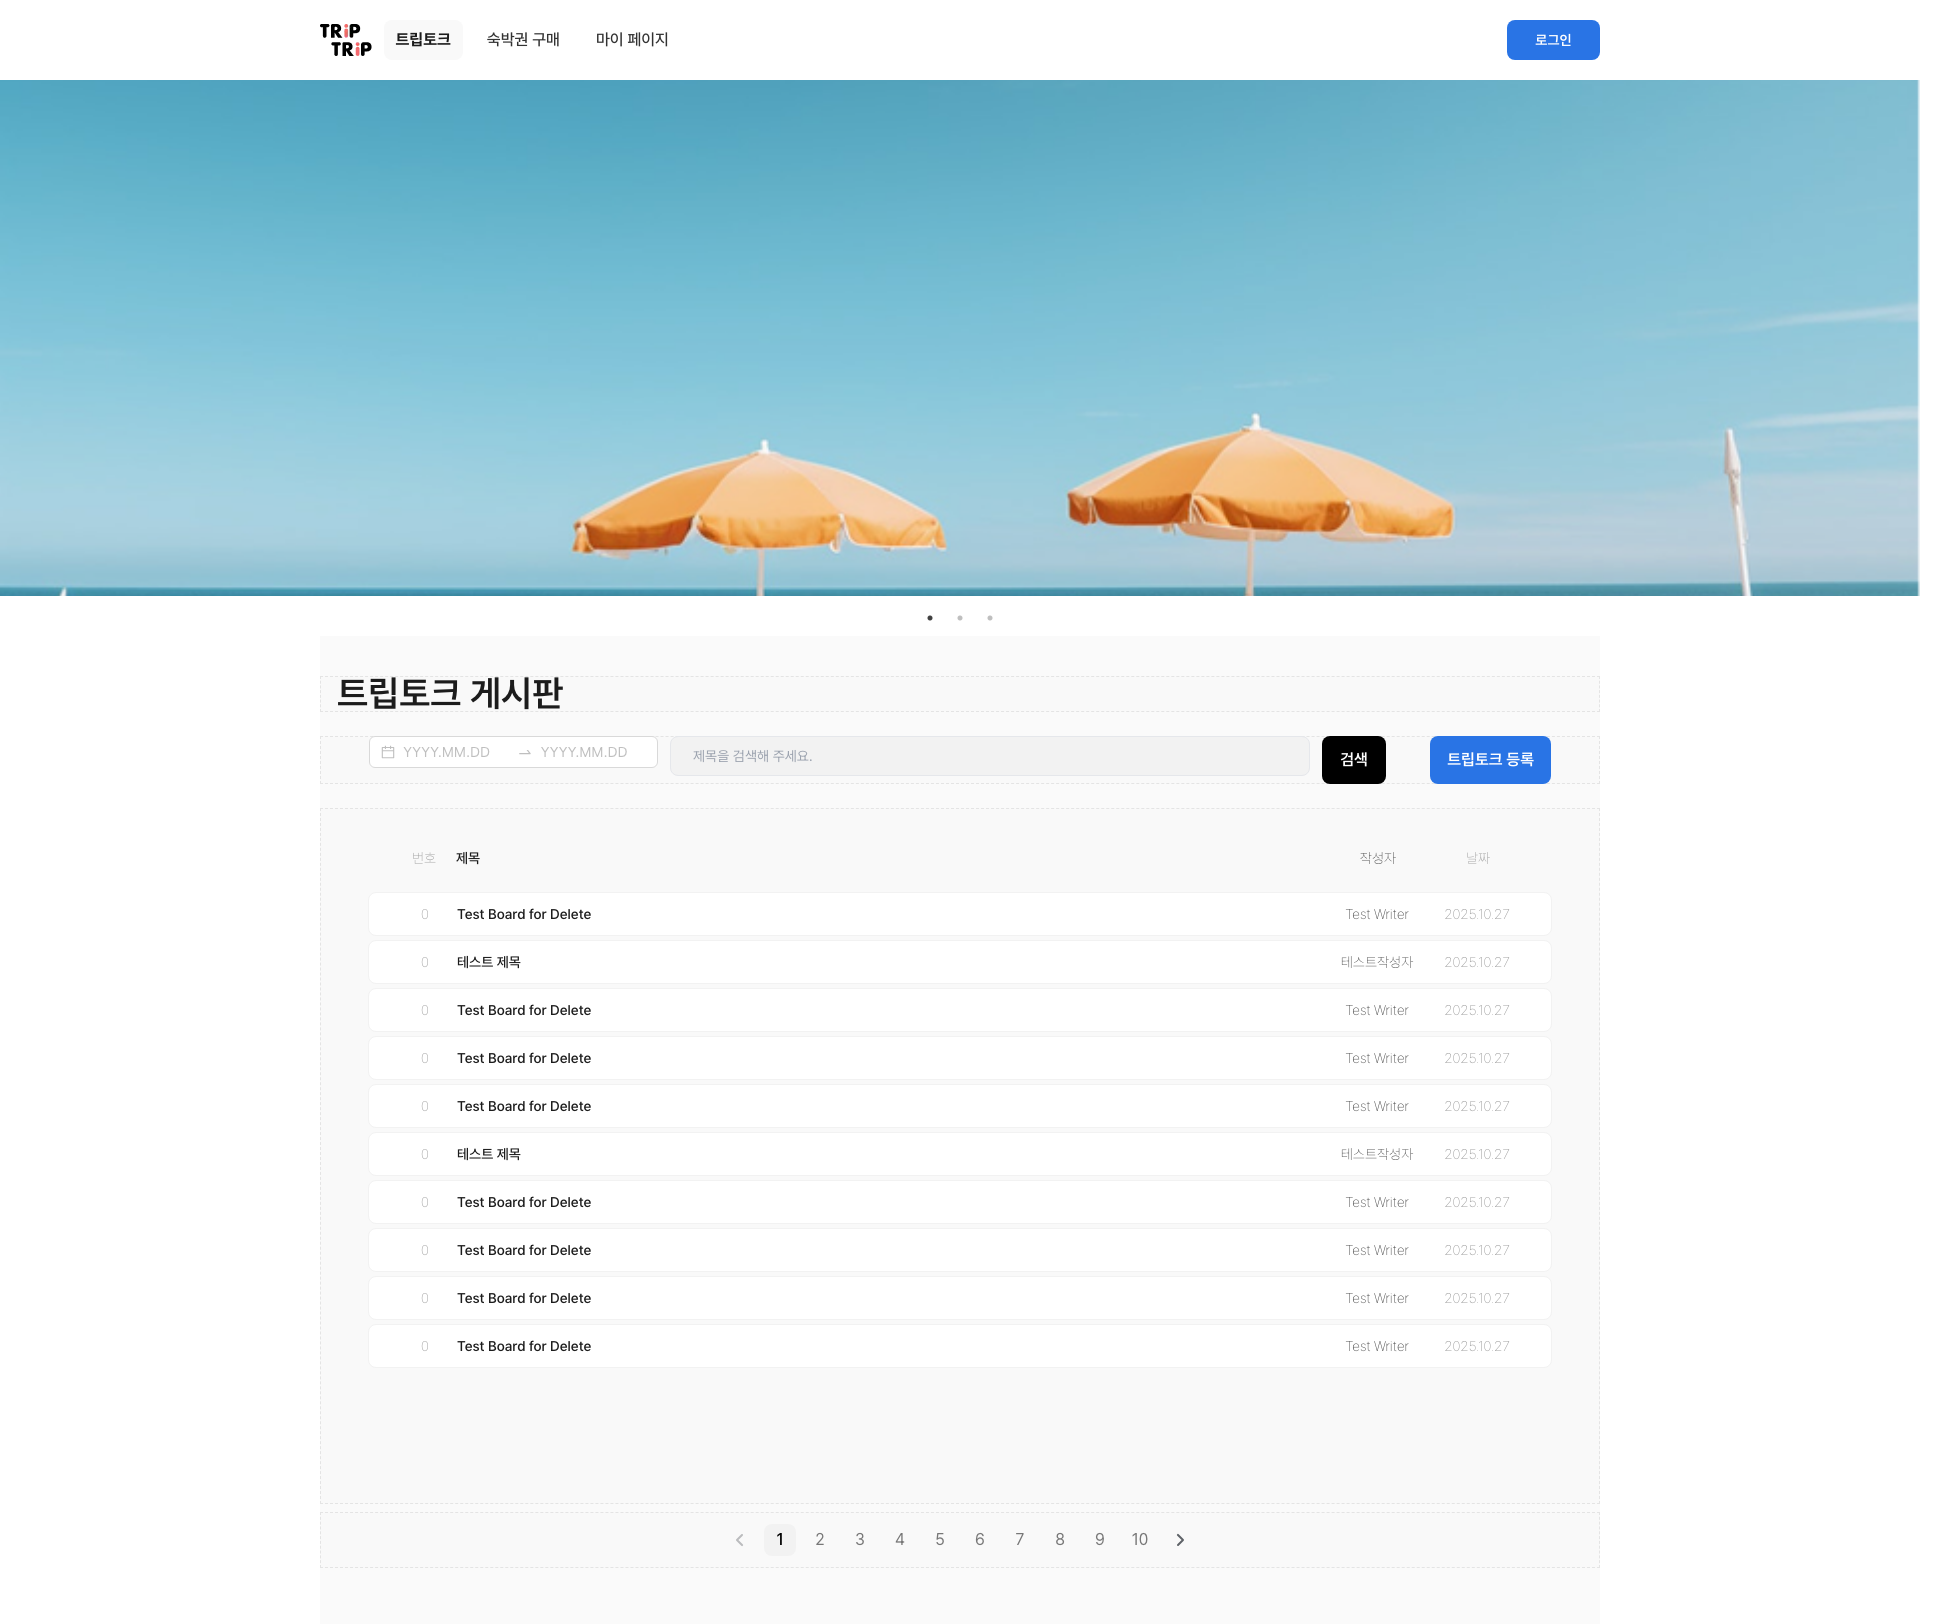 TRiP
TRiP
트립토크 숙박권 구매 마이 페이지 로그인
트립토크 게시판
YYYY.MM.DD → YYYY.MM.DD 제목을 검색해 주세요. 검색 트립토크 등록
번호 제목 작성자 날짜
0 Test Board for Delete Test Writer 2025.10.27
0 테스트 제목 테스트작성자 2025.10.27
0 Test Board for Delete Test Writer 2025.10.27
0 Test Board for Delete Test Writer 2025.10.27
0 Test Board for Delete Test Writer 2025.10.27
0 테스트 제목 테스트작성자 2025.10.27
0 Test Board for Delete Test Writer 2025.10.27
0 Test Board for Delete Test Writer 2025.10.27
0 Test Board for Delete Test Writer 2025.10.27
0 Test Board for Delete Test Writer 2025.10.27
1 2 3 4 5 6 7 8 9 10